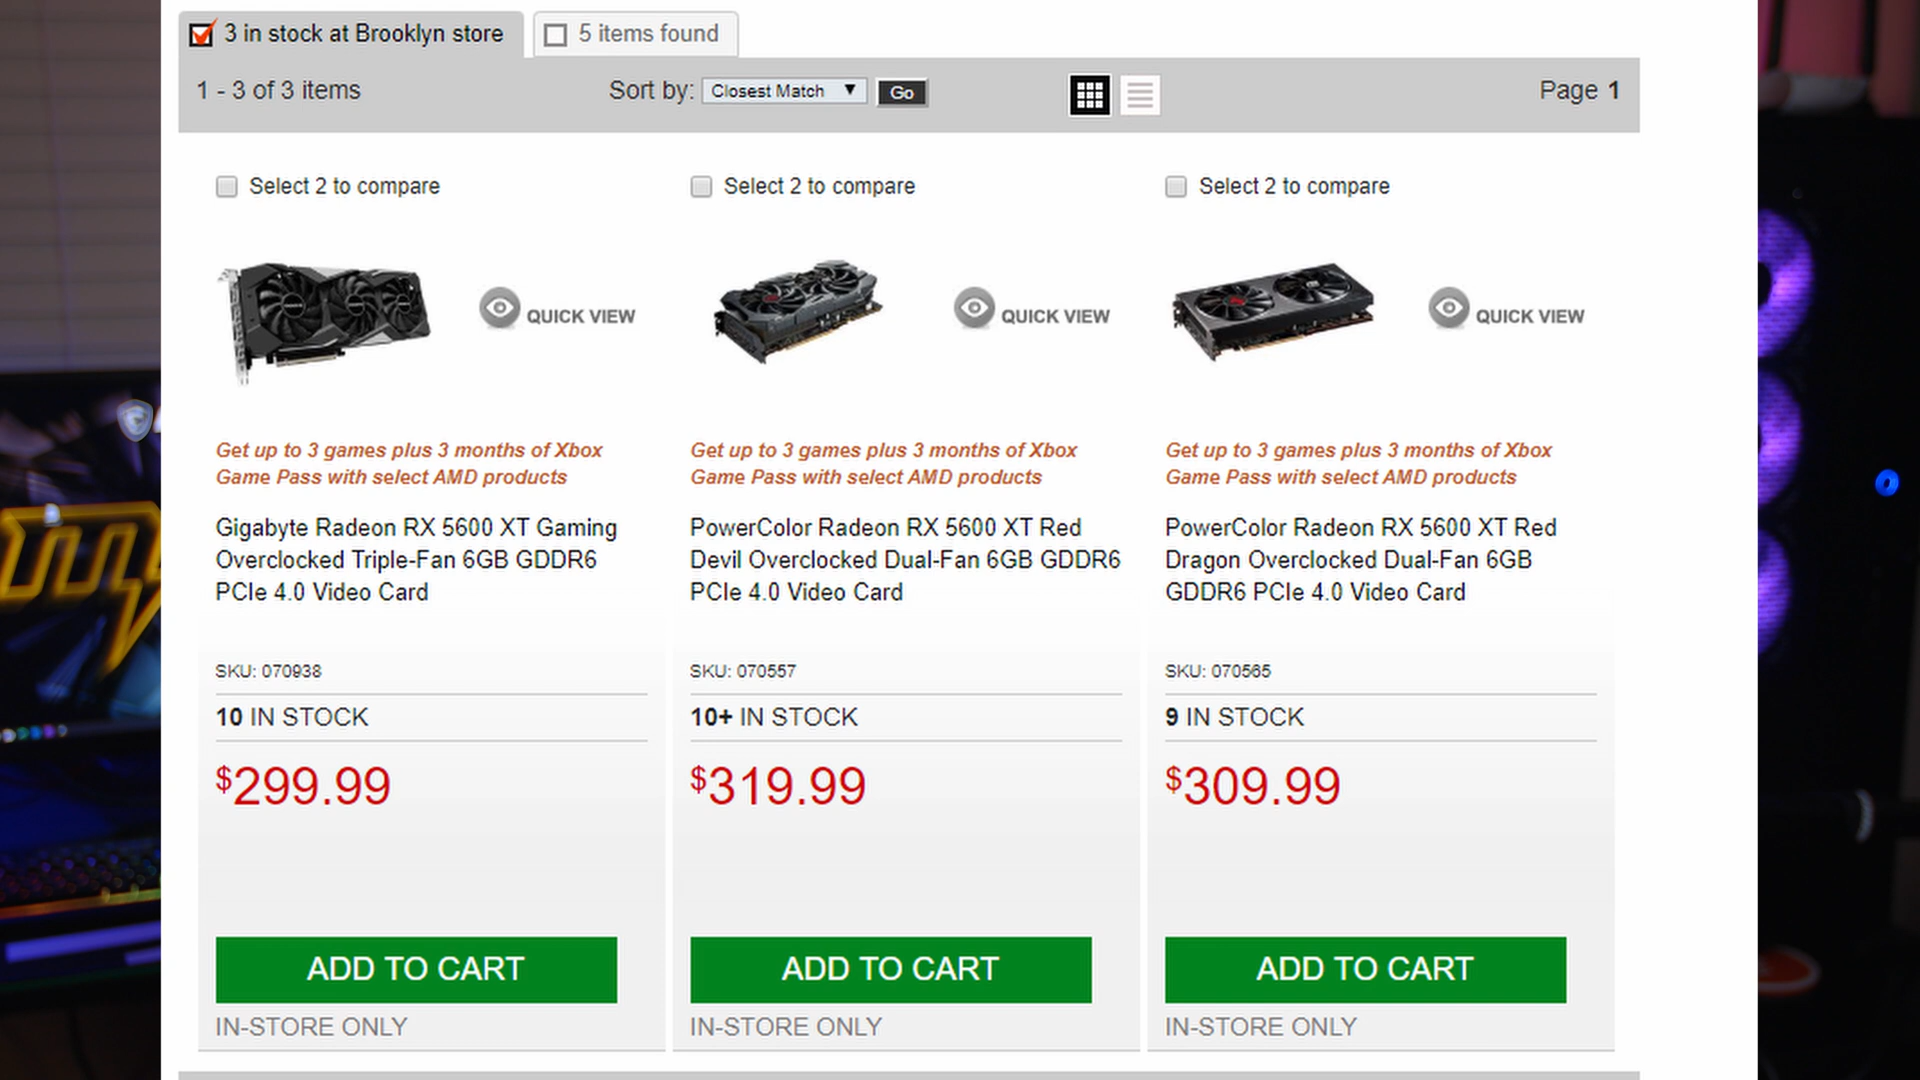 3 in stock at Brooklyn store
5 items found
1 - 3 of 3 items
Sort by:
Closest Match
Go
Page 1
Select 2 to compare
Select 2 to compare
Select 2 to compare
QUICK VIEW
QUICK VIEW
QUICK VIEW
Get up to 3 games plus 3 months of Xbox
Game Pass with select AMD products
Get up to 3 games plus 3 months of Xbox
Game Pass with select AMD products
Get up to 3 games plus 3 months of Xbox
Game Pass with select AMD products
Gigabyte Radeon RX 5600 XT Gaming
Overclocked Triple-Fan 6GB GDDR6
PCIe 4.0 Video Card
PowerColor Radeon RX 5600 XT Red
Devil Overclocked Dual-Fan 6GB GDDR6
PCIe 4.0 Video Card
PowerColor Radeon RX 5600 XT Red
Dragon Overclocked Dual-Fan 6GB
GDDR6 PCIe 4.0 Video Card
SKU: 070938
SKU: 070557
SKU: 070565
10 IN STOCK
10+ IN STOCK
9 IN STOCK
$299.99
$319.99
$309.99
ADD TO CART
ADD TO CART
ADD TO CART
IN-STORE ONLY
IN-STORE ONLY
IN-STORE ONLY